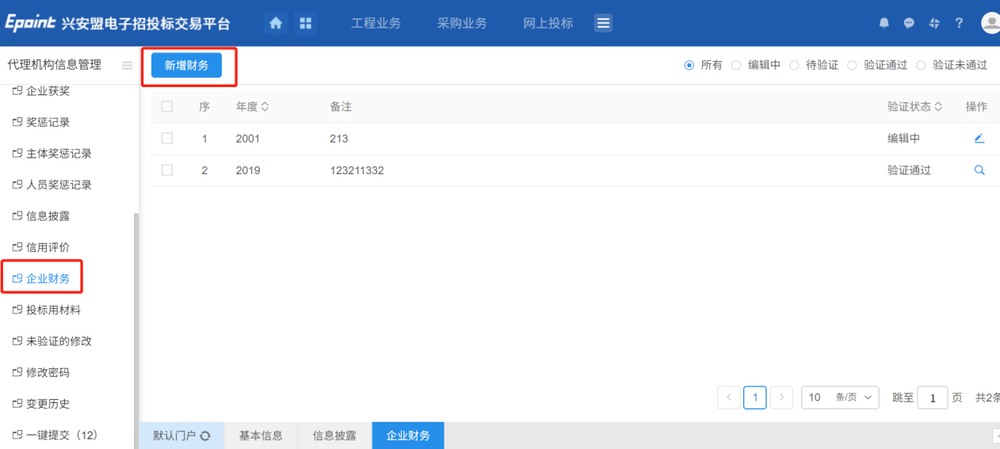 Epoint 兴安盟电子招投标交易平台 工程业务 采购业务 网上投标
代理机构信息管理 新增财务 所有 编辑中 待验证 验证通过 验证未通过
企业获奖
奖惩记录
主体奖惩记录
人员奖惩记录
信息披露
信用评价
企业财务
投标用材料
未验证的修改
修改密码
变更历史
一键提交（12）
序 年度 备注 验证状态 操作
1 2001 213 编辑中
2 2019 123211332 验证通过
1 10 条/页 跳至 1 页 共2条
默认门户 基本信息 信息披露 企业财务